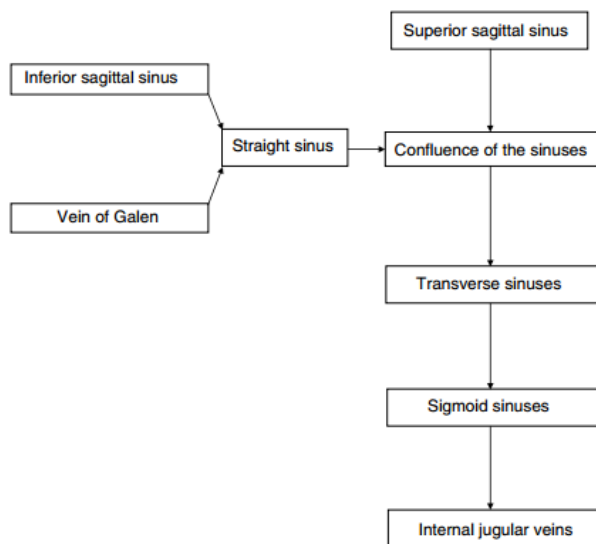 Superior sagittal sinus
Inferior sagittal sinus
Straight sinus
Confluence of the sinuses
Vein of Galen
Transverse sinuses
Sigmoid sinuses
Internal jugular veins